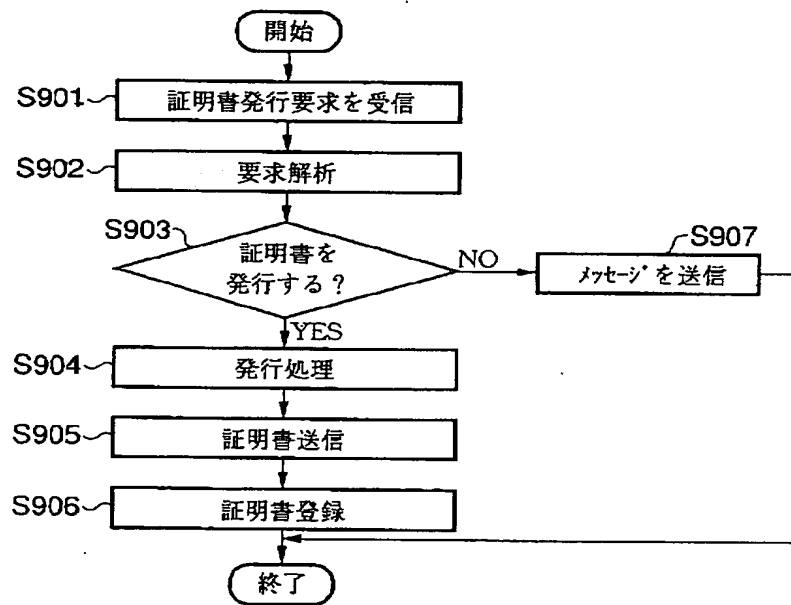 開始
S901
証明書発行要求を受信
S902
要求解析
S903
証明書を
発行する？
NO
S907
メッセージを送信
YES
S904
発行処理
S905
証明書送信
S906
証明書登録
終了